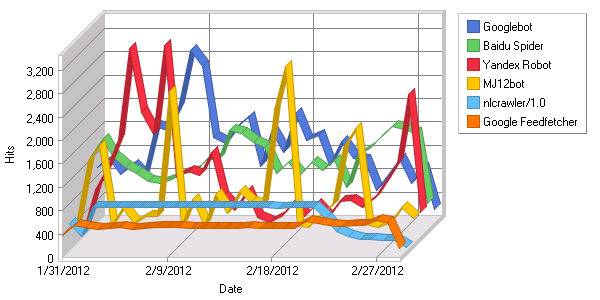 Googlebot
Baidu Spider
Yandex Robot
MJ12bot
nlcrawler/1.0
Google Feedfetcher
3,200
2,800
2,400
2,000
1,600
1,200
800
400
0
Hits
1/31/2012
2/9/2012
2/18/2012
2/27/2012
Date